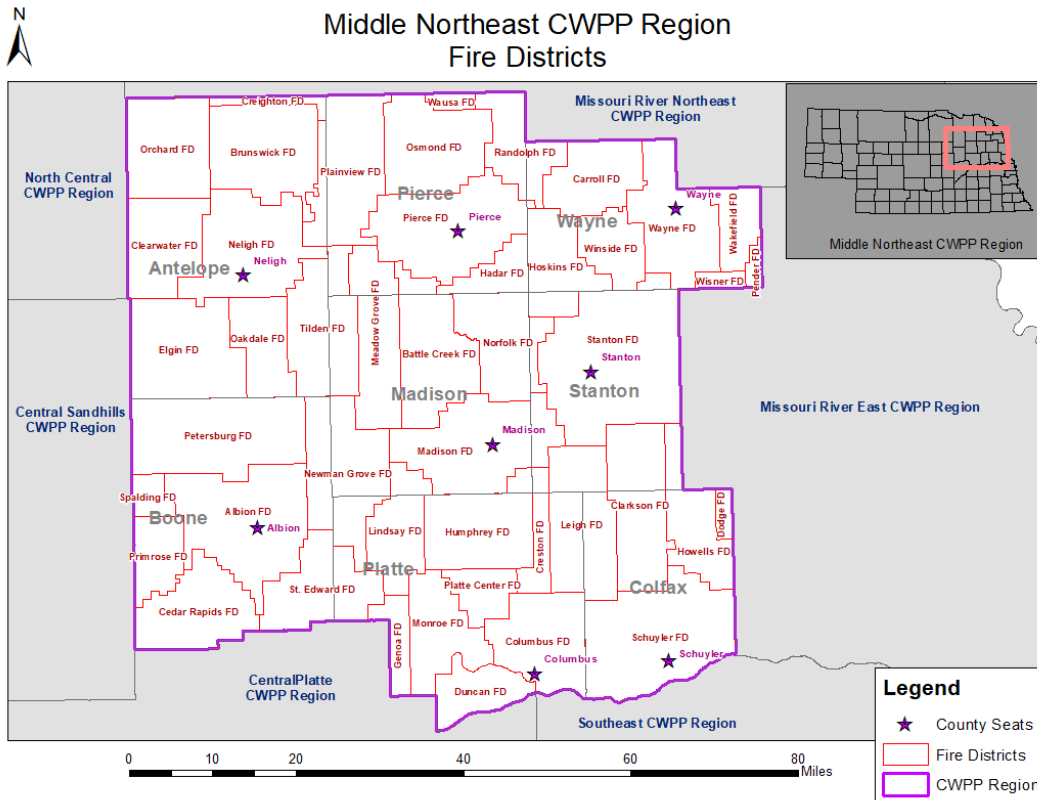 N
Middle Northeast CWPP Region
Fire Districts
Missouri River Northeast
CWPP Region
North Central
CWPP Region
Central Sandhills
CWPP Region
Missouri River East CWPP Region
CentralPlatte
CWPP Region
Southeast CWPP Region
Middle Northeast CWPP Region
Creighton FD
Wausa FD
Orchard FD
Brunswick FD
Osmond FD
Randolph FD
Plainview FD
Carroll FD
Pierce
Wayne
Pierce FD
Pierce
Wayne
Wayne FD
Wakefield FD
Clearwater FD
Neligh FD
Winside FD
Pender FD
Antelope
Neligh
Hadar FD
Hoskins FD
Wisner FD
Elgin FD
Oakdale FD
Tilden FD
Meadow Grove FD
Battle Creek FD
Norfolk FD
Stanton FD
Stanton
Madison
Stanton
Petersburg FD
Madison
Madison FD
Newman Grove FD
Spalding FD
Albion FD
Boone
Albion
Lindsay FD
Humphrey FD
Creston FD
Leigh FD
Clarkson FD
Dodge FD
Primrose FD
Howells FD
Platte
Colfax
St. Edward FD
Platte Center FD
Cedar Rapids FD
Genoa FD
Monroe FD
Columbus FD
Schuyler FD
Columbus
Schuyler
Duncan FD
Legend
County Seats
Fire Districts
CWPP Region
0
10
20
40
60
80
Miles